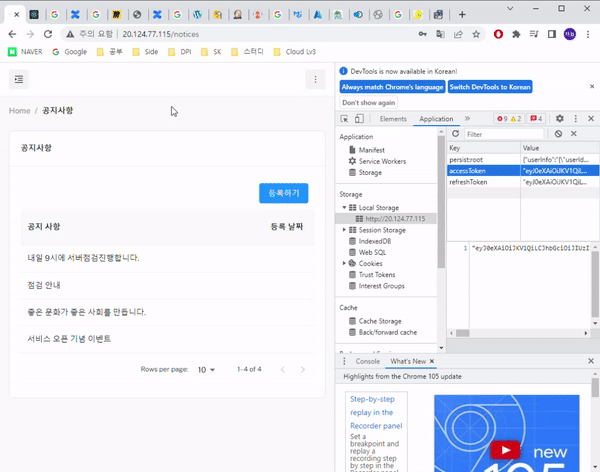 주의 요함 | 20.124.77.115/notices
NAVER
Google
공부
Side
DPI
SK
스터디
Cloud Lv3
Home / 공지사항
공지사항
등록하기
공지 사항 등록 날짜
내일 9시에 서버점검진행합니다.
점검 안내
좋은 문화가 좋은 사회를 만듭니다.
서비스 오픈 기념 이벤트
Rows per page: 10 1–4 of 4
DevTools is now available in Korean!
Always match Chrome's language
Switch DevTools to Korean
Don't show again
Elements Application » 9 2 4
Application
Manifest
Service Workers
Storage
Storage
Local Storage
http://20.124.77.115
Session Storage
IndexedDB
Web SQL
Cookies
Trust Tokens
Interest Groups
Cache
Cache Storage
Back/forward cache
Filter
Key Value
persist:root {"userInfo":"{\"userId...
accessToken "eyJ0eXAiOiJKV1QiL...
refreshToken "eyJ0eXAiOiJKV1QiL...
1 "eyJ0eXAiOiJKV1QiLCJhbGciOiJIUzI
Console What's New
Highlights from the Chrome 105 update
Step-by-step
replay in the
Recorder panel
Set a
breakpoint and
replay a
recording step
by step in the
new
105